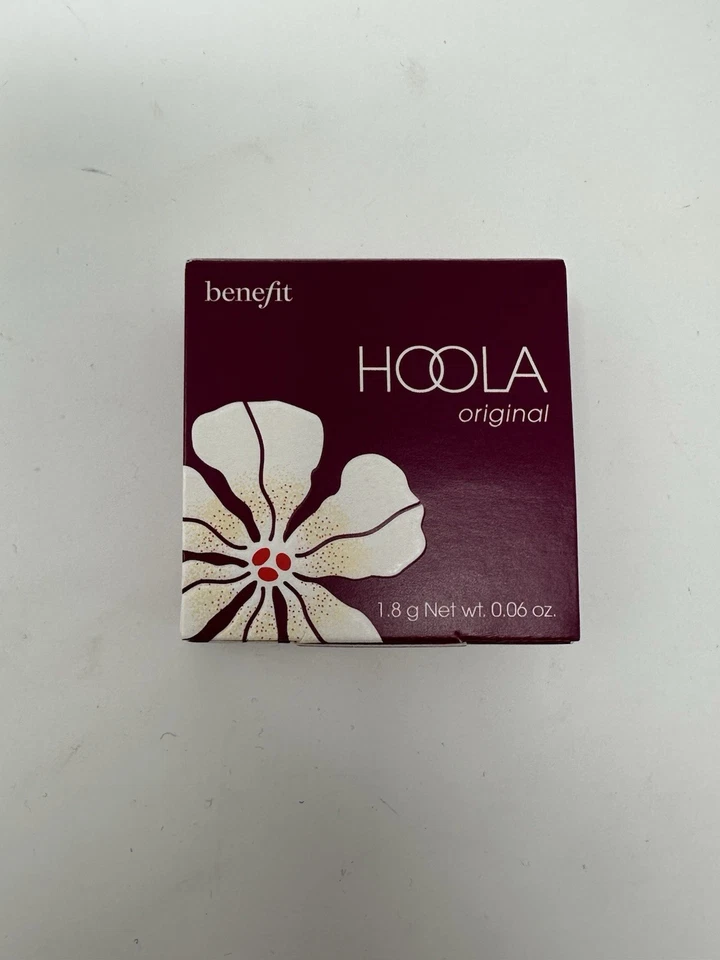 benefit
HOOLA
original
1.8 g Net wt. 0.06 oz.